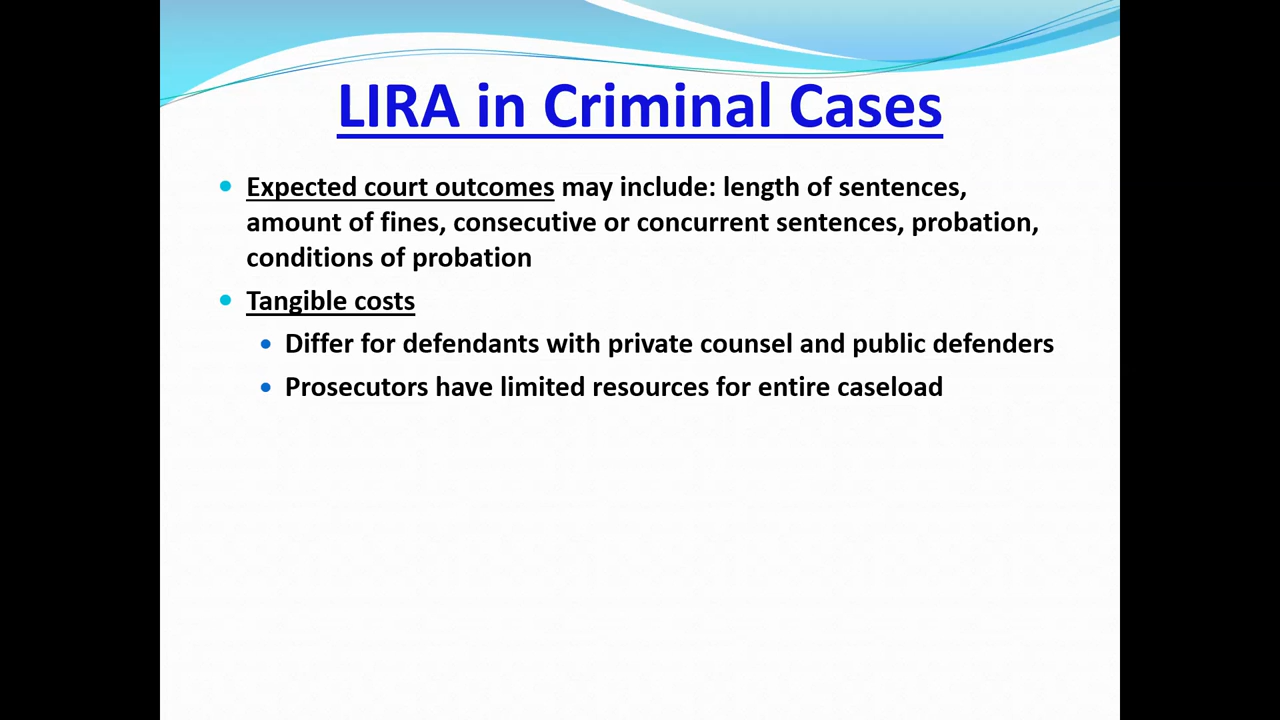 LIRA in Criminal Cases
Expected court outcomes may include: length of sentences,
amount of fines, consecutive or concurrent sentences, probation,
conditions of probation
Tangible costs
Differ for defendants with private counsel and public defenders
Prosecutors have limited resources for entire caseload